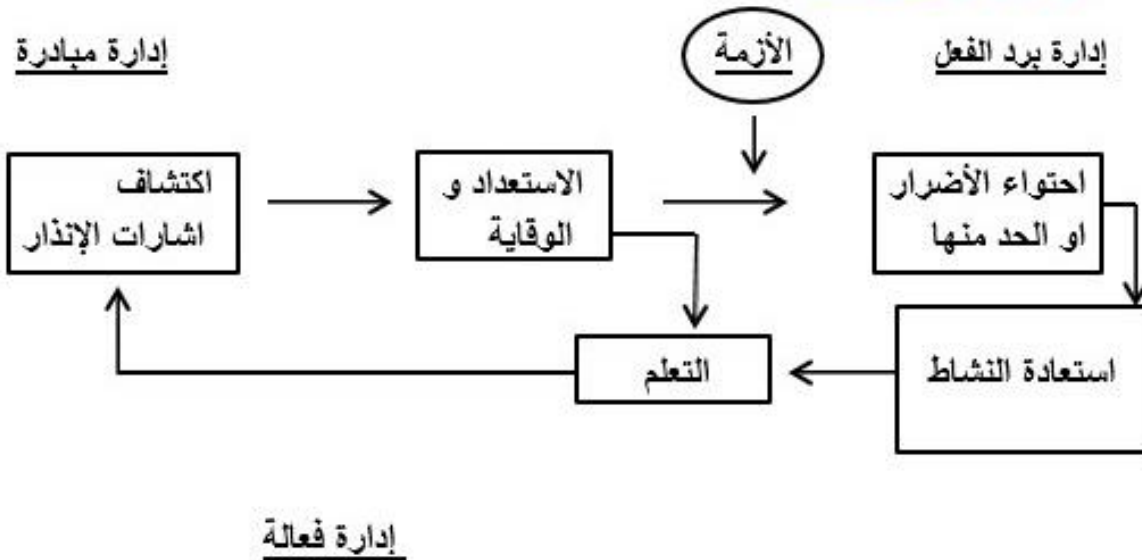 إدارة برد الفعل
الأزمة
إدارة مبادرة
احتواء الأضرار
او الحد منها
الاستعداد و
الوقاية
اكتشاف
اشارات الإنذار
استعادة النشاط
التعلم
إدارة فعالة